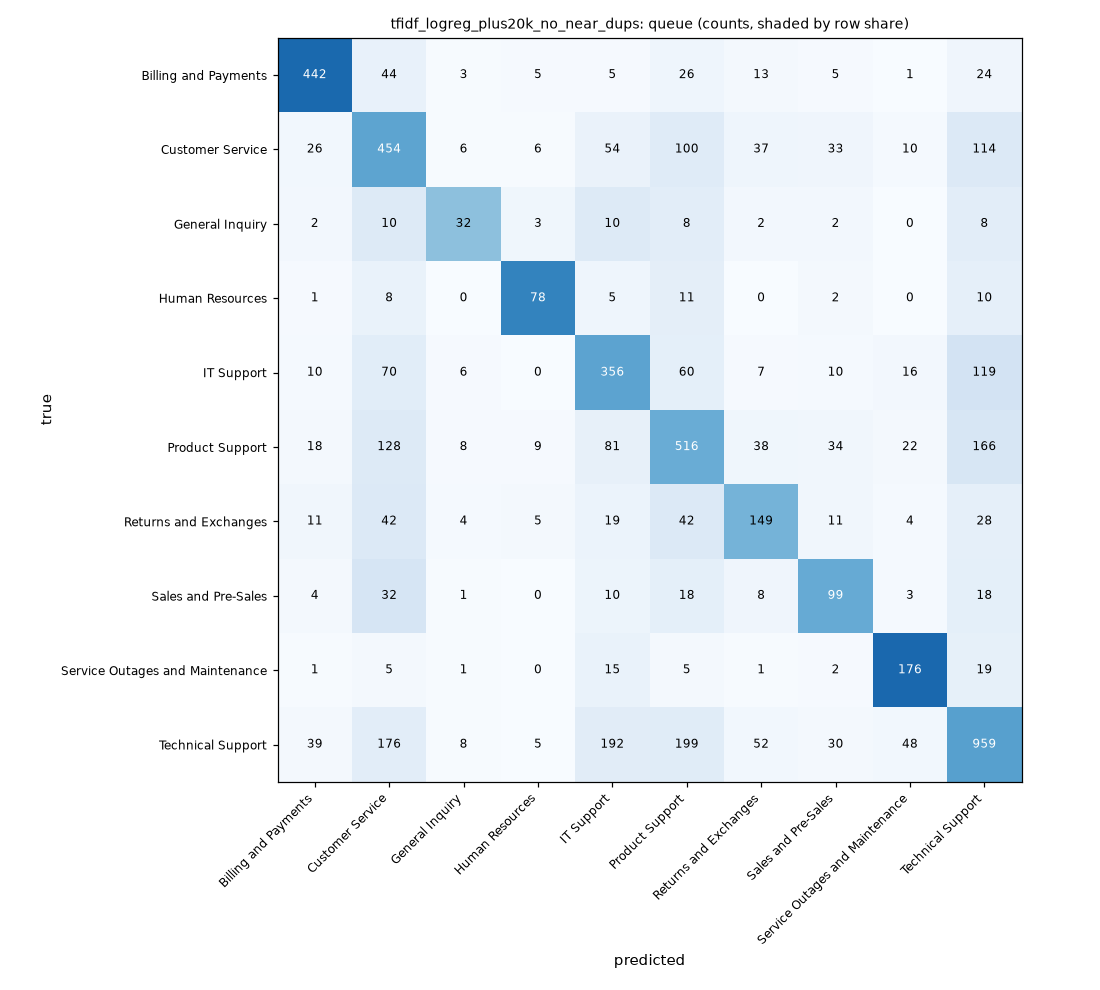 tfidf_logreg_plus20k_no_near_dups: queue (counts, shaded by row share)
true
Billing and Payments 442 44 3 5 5 26 13 5 1 24
Customer Service 26 454 6 6 54 100 37 33 10 114
General Inquiry 2 10 32 3 10 8 2 2 0 8
Human Resources 1 8 0 78 5 11 0 2 0 10
IT Support 10 70 6 0 356 60 7 10 16 119
Product Support 18 128 8 9 81 516 38 34 22 166
Returns and Exchanges 11 42 4 5 19 42 149 11 4 28
Sales and Pre-Sales 4 32 1 0 10 18 8 99 3 18
Service Outages and Maintenance 1 5 1 0 15 5 1 2 176 19
Technical Support 39 176 8 5 192 199 52 30 48 959
Billing and Payments
Customer Service
General Inquiry
Human Resources
IT Support
Product Support
Returns and Exchanges
Sales and Pre-Sales
Service Outages and Maintenance
Technical Support
predicted